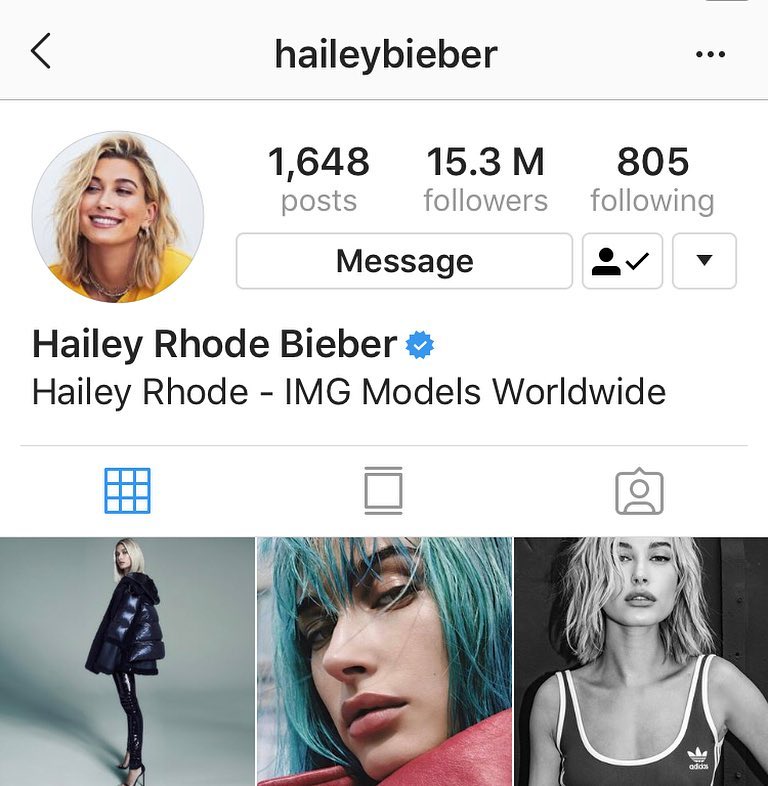 haileybieber
1,648 15.3 M 805
posts followers following
Message
Hailey Rhode Bieber
Hailey Rhode - IMG Models Worldwide
adidas